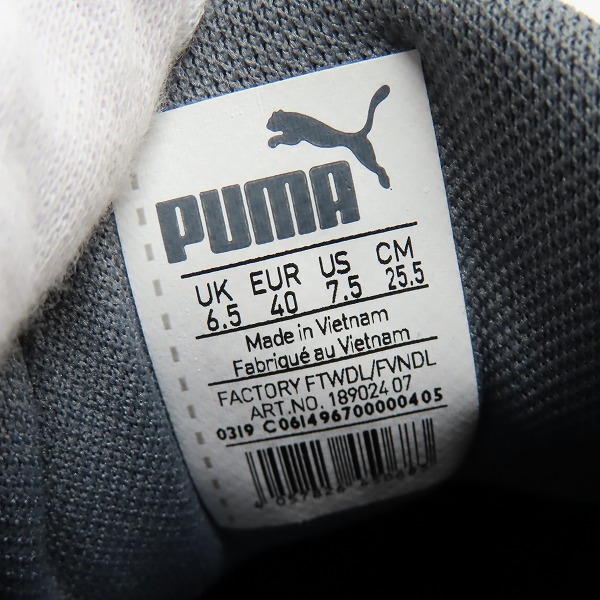 PUMA
UK EUR US CM
6.5 40 7.5 25.5
Made in Vietnam
Fabriqué au Vietnam
FACTORY FTWDL/FVNDL
ART.NO. 189024 07
0319 C061496700000405